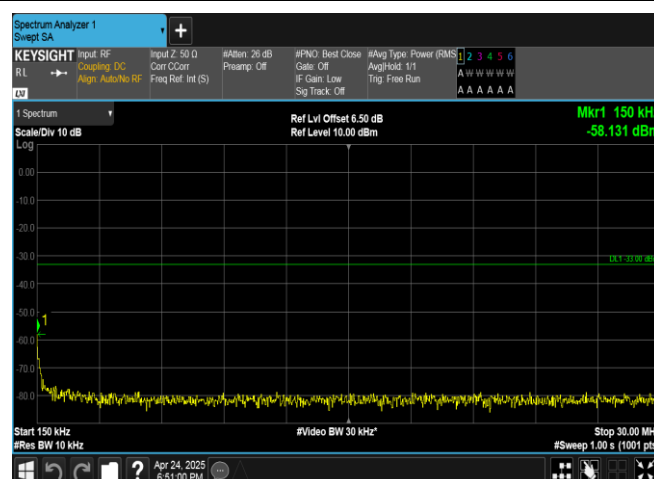 Spectrum Analyzer 1
Swept SA
+
KEYSIGHT Input: RF Input Z: 50 Ω #Atten: 26 dB #PNO: Best Close #Avg Type: Power (RMS 1 2 3 4 5 6
R L Coupling: DC Corr CCorr Preamp: Off Gate: Off Avg|Hold: 1/1 A W W W W W
Align: Auto/No RF Freq Ref: Int (S) IF Gain: Low Trig: Free Run
LXI Sig Track: Off A A A A A A
1 Spectrum Ref Lvl Offset 6.50 dB Mkr1 150 kH
Scale/Div 10 dB Ref Level 10.00 dBm -58.131 dBm
Log
0.00
-10.0
-20.0
-30.0 DL1 -33.00 dB
-40.0
-50.0
1
-60.0
-70.0
-80.0
Start 150 kHz #Video BW 30 kHz* Stop 30.00 MH
#Res BW 10 kHz #Sweep 1.00 s (1001 pts
? Apr 24, 2025
6:51:00 PM